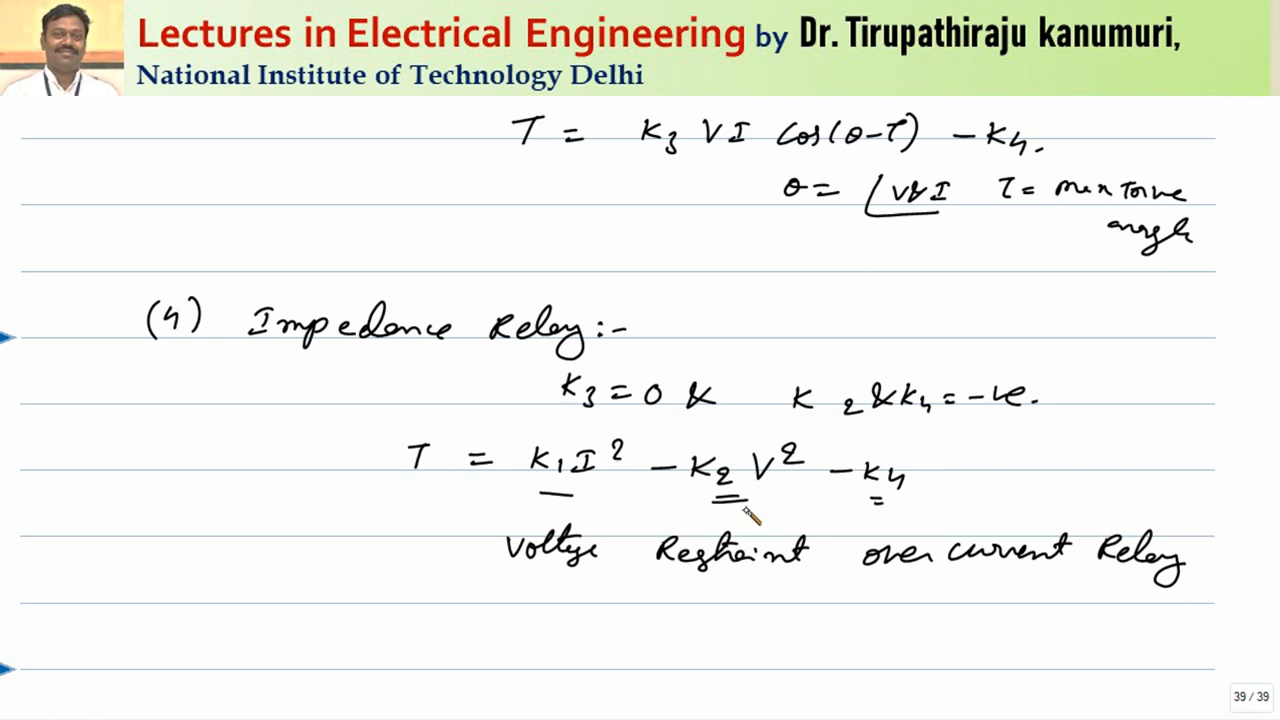 Lectures in Electrical Engineering by Dr. Tirupathiraju kanumuri,
National Institute of Technology Delhi
T = K3 VI Cos(θ-τ) - K4.
θ = ∠V&I τ = max Torque
angle
(4) Impedance Relay:-
K3 = 0 & K2 & K4 = -ve.
T = K1I² - K2V² - K4
Voltage Restraint over current Relay
39 / 39